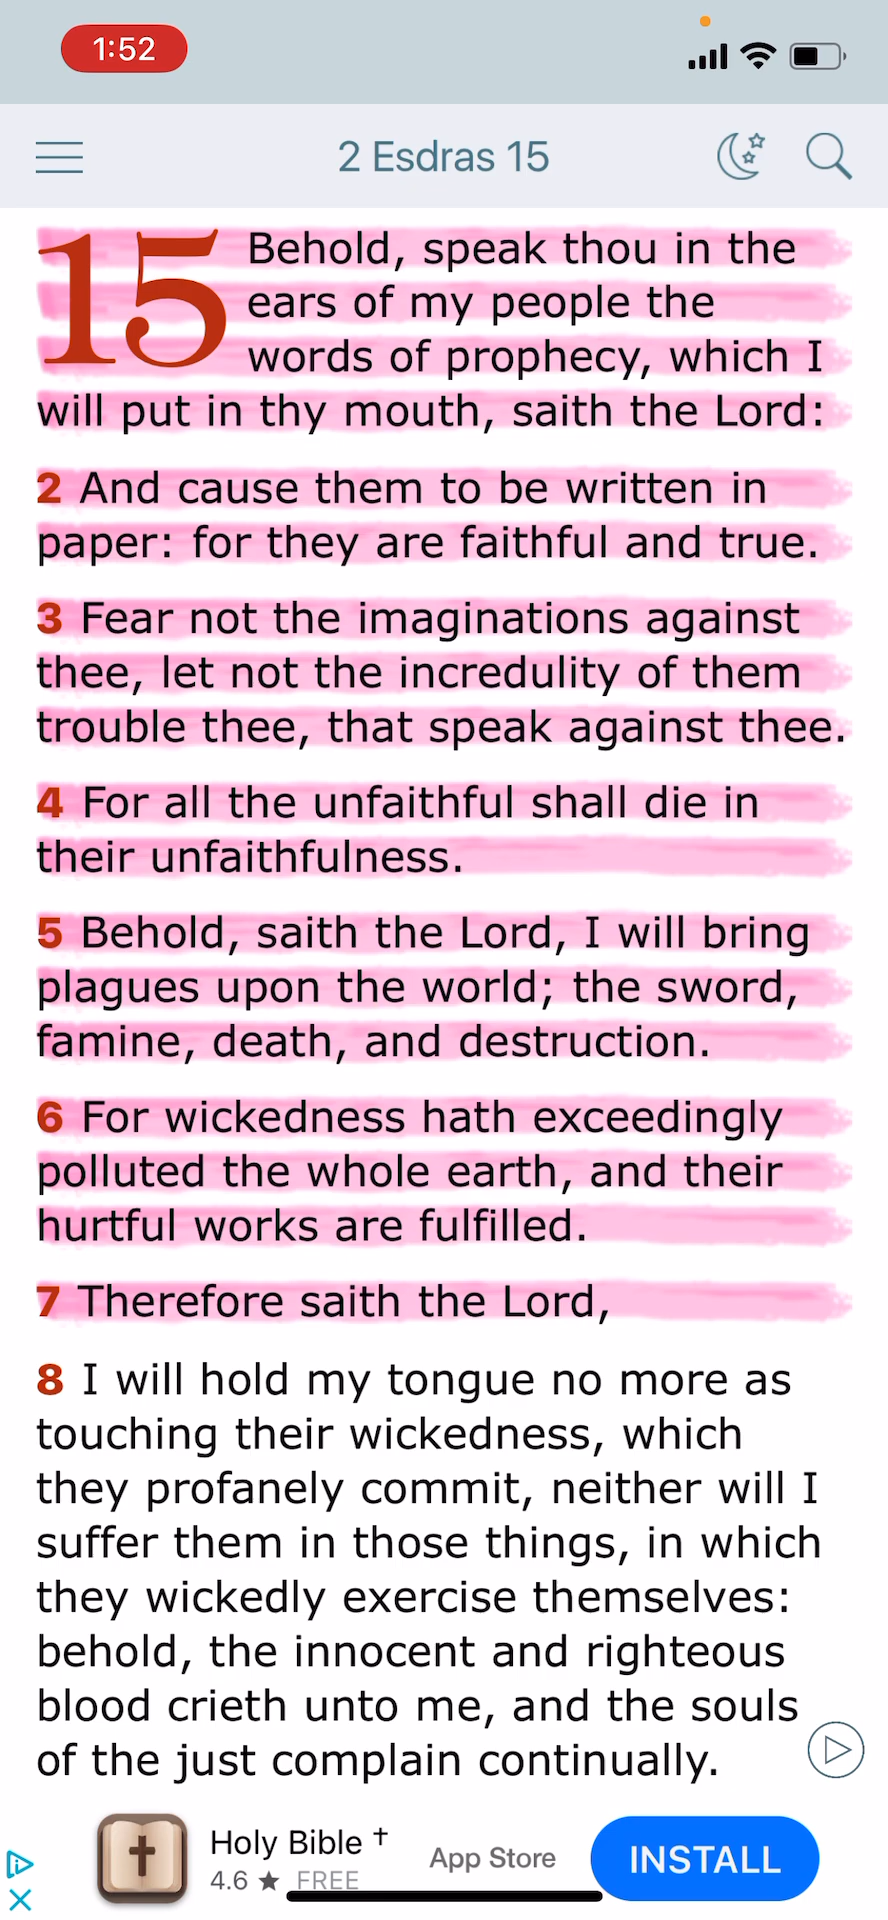 1:52
2 Esdras 15
15 Behold, speak thou in the
ears of my people the
words of prophecy, which I
will put in thy mouth, saith the Lord:
2 And cause them to be written in
paper: for they are faithful and true.
3 Fear not the imaginations against
thee, let not the incredulity of them
trouble thee, that speak against thee.
4 For all the unfaithful shall die in
their unfaithfulness.
5 Behold, saith the Lord, I will bring
plagues upon the world; the sword,
famine, death, and destruction.
6 For wickedness hath exceedingly
polluted the whole earth, and their
hurtful works are fulfilled.
7 Therefore saith the Lord,
8 I will hold my tongue no more as
touching their wickedness, which
they profanely commit, neither will I
suffer them in those things, in which
they wickedly exercise themselves:
behold, the innocent and righteous
blood crieth unto me, and the souls
of the just complain continually.
Holy Bible †
4.6 ★ FREE
App Store
INSTALL